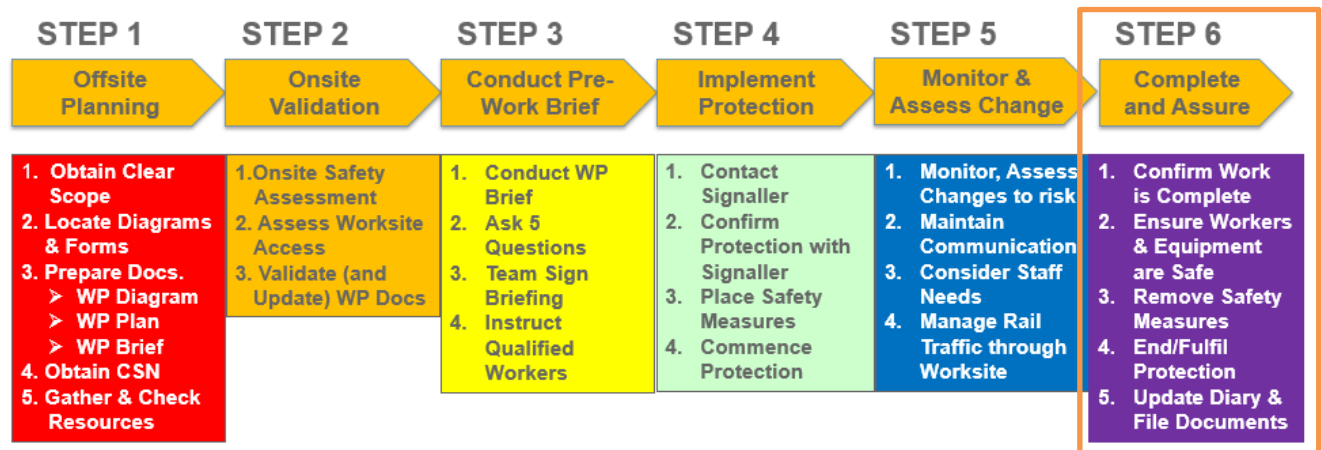 STEP 1
Offsite
Planning
1. Obtain Clear
Scope
2. Locate Diagrams
& Forms
3. Prepare Docs.
➢ WP Diagram
➢ WP Plan
➢ WP Brief
4. Obtain CSN
5. Gather & Check
Resources
STEP 2
Onsite
Validation
1.Onsite Safety
Assessment
2. Assess Worksite
Access
3. Validate (and
Update) WP Docs
STEP 3
Conduct Pre-
Work Brief
1. Conduct WP
Brief
2. Ask 5
Questions
3. Team Sign
Briefing
4. Instruct
Qualified
Workers
STEP 4
Implement
Protection
1. Contact
Signaller
2. Confirm
Protection with
Signaller
3. Place Safety
Measures
4. Commence
Protection
STEP 5
Monitor &
Assess Change
1. Monitor, Assess
Changes to risk
2. Maintain
Communication
3. Consider Staff
Needs
4. Manage Rail
Traffic through
Worksite
STEP 6
Complete
and Assure
1. Confirm Work
is Complete
2. Ensure Workers
& Equipment
are Safe
3. Remove Safety
Measures
4. End/Fulfil
Protection
5. Update Diary &
File Documents